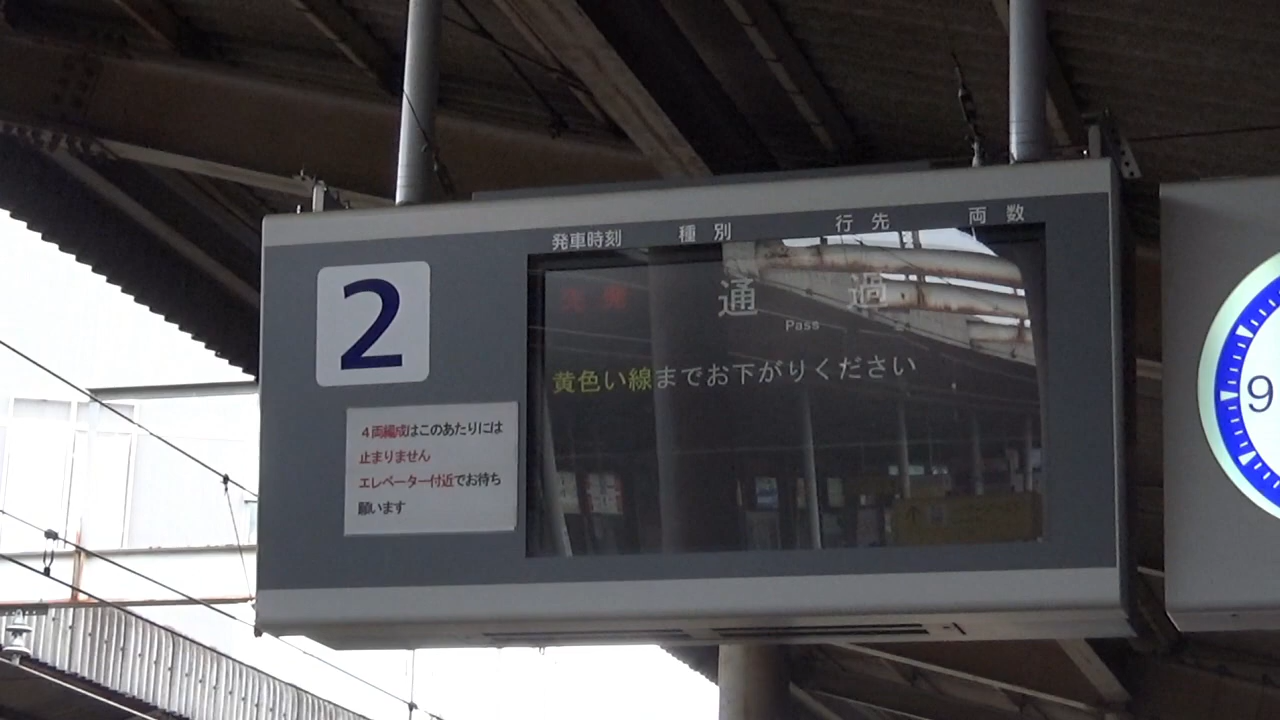 発車時刻 種別 行先 両数
2
通過
Pass
黄色い線までお下がりください
4両編成はこのあたりには
止まりません
エレベーター付近でお待ち
願います
9